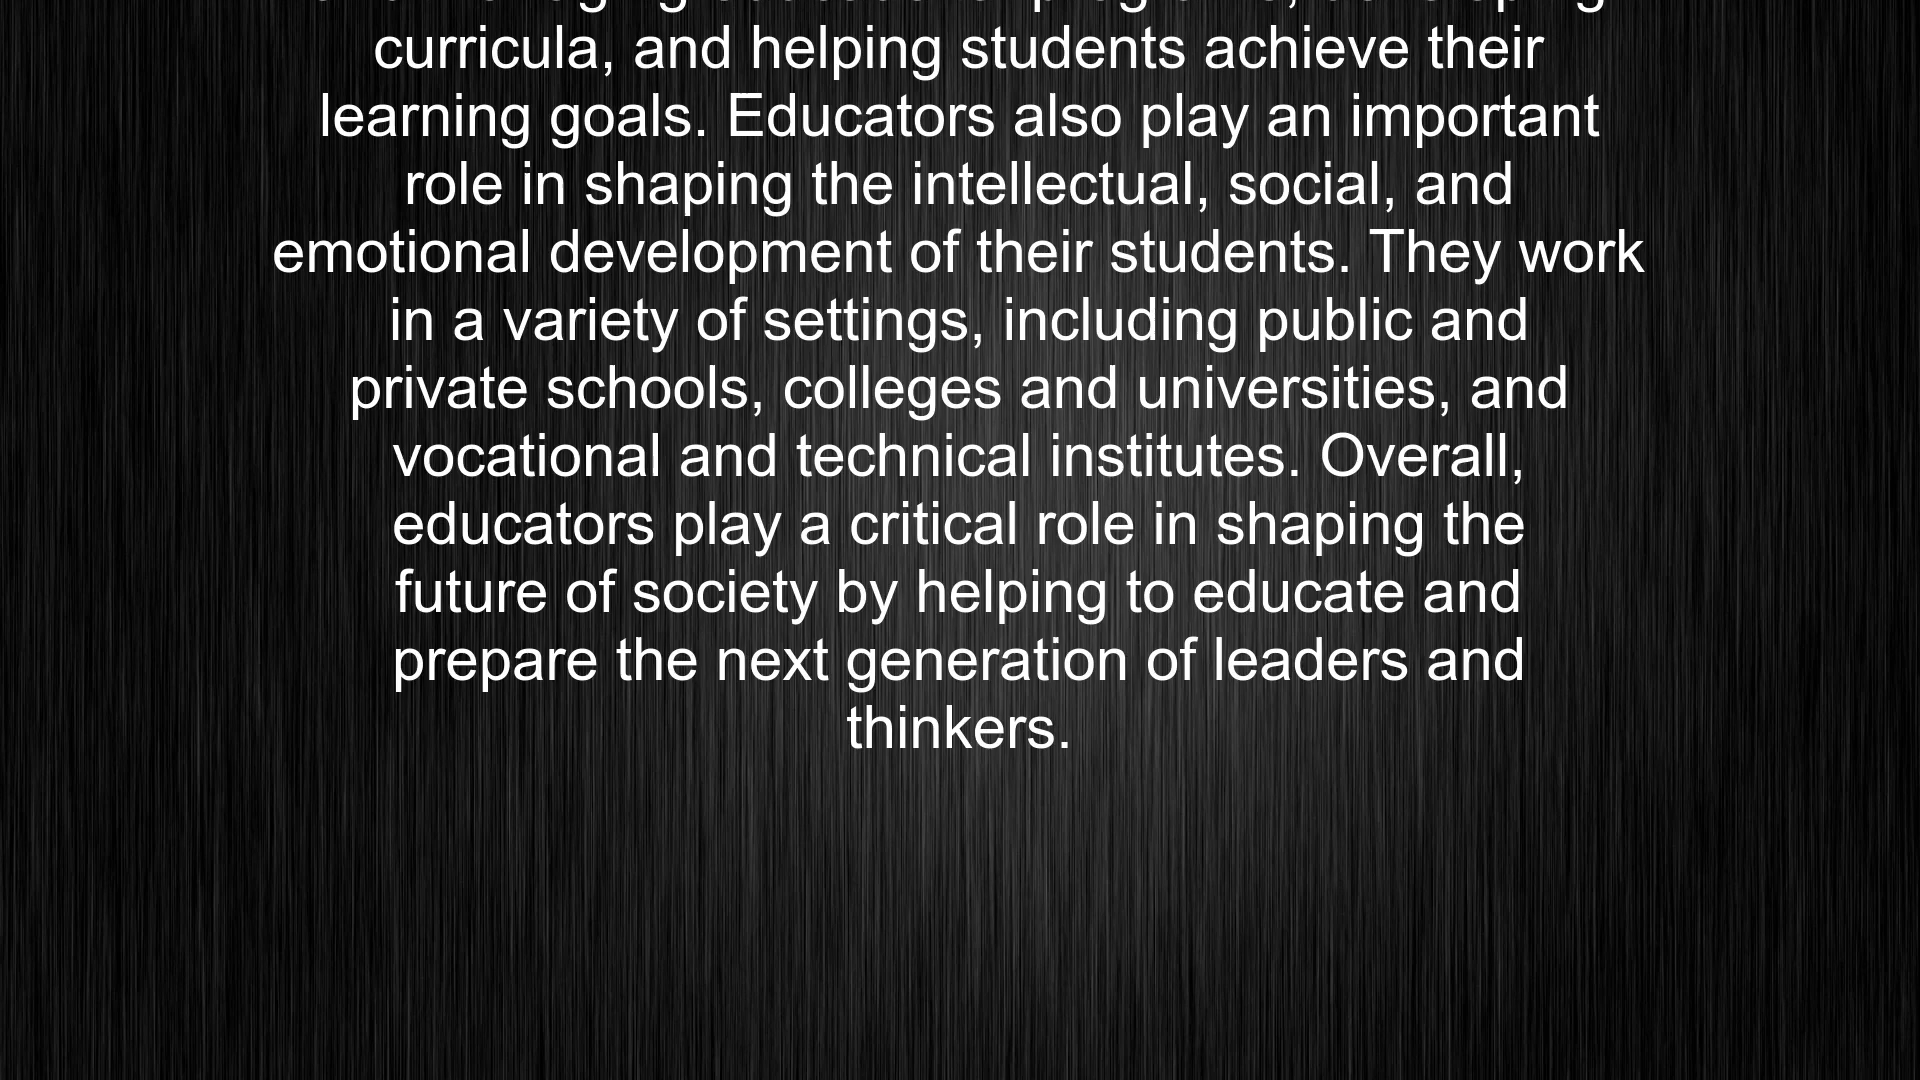 curricula, and helping students achieve their
learning goals. Educators also play an important
role in shaping the intellectual, social, and
emotional development of their students. They work
in a variety of settings, including public and
private schools, colleges and universities, and
vocational and technical institutes. Overall,
educators play a critical role in shaping the
future of society by helping to educate and
prepare the next generation of leaders and
thinkers.